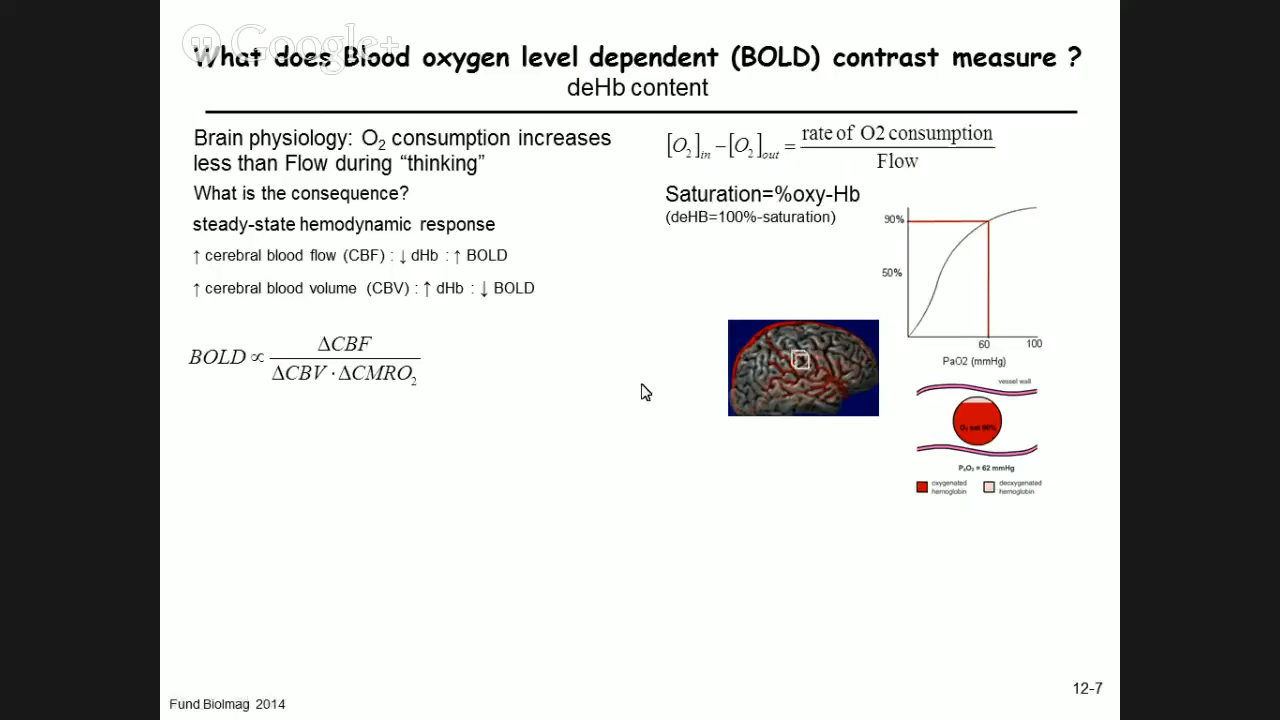 Google+
What does Blood oxygen level dependent (BOLD) contrast measure ?
deHb content
Brain physiology: O₂ consumption increases
less than Flow during “thinking”
What is the consequence?
steady-state hemodynamic response
↑ cerebral blood flow (CBF) : ↓ dHb : ↑ BOLD
↑ cerebral blood volume (CBV) : ↑ dHb : ↓ BOLD
BOLD ∝ ΔCBF / ΔCBV · ΔCMRO₂
[O₂]in − [O₂]out = rate of O2 consumption / Flow
Saturation=%oxy-Hb
(deHB=100%-saturation)
90%
50%
60 100
PaO2 (mmHg)
vessel wall
O₂ sat 90%
PₐO₂ = 62 mmHg
oxygenated hemoglobin
deoxygenated hemoglobin
Fund BioImag 2014
12-7